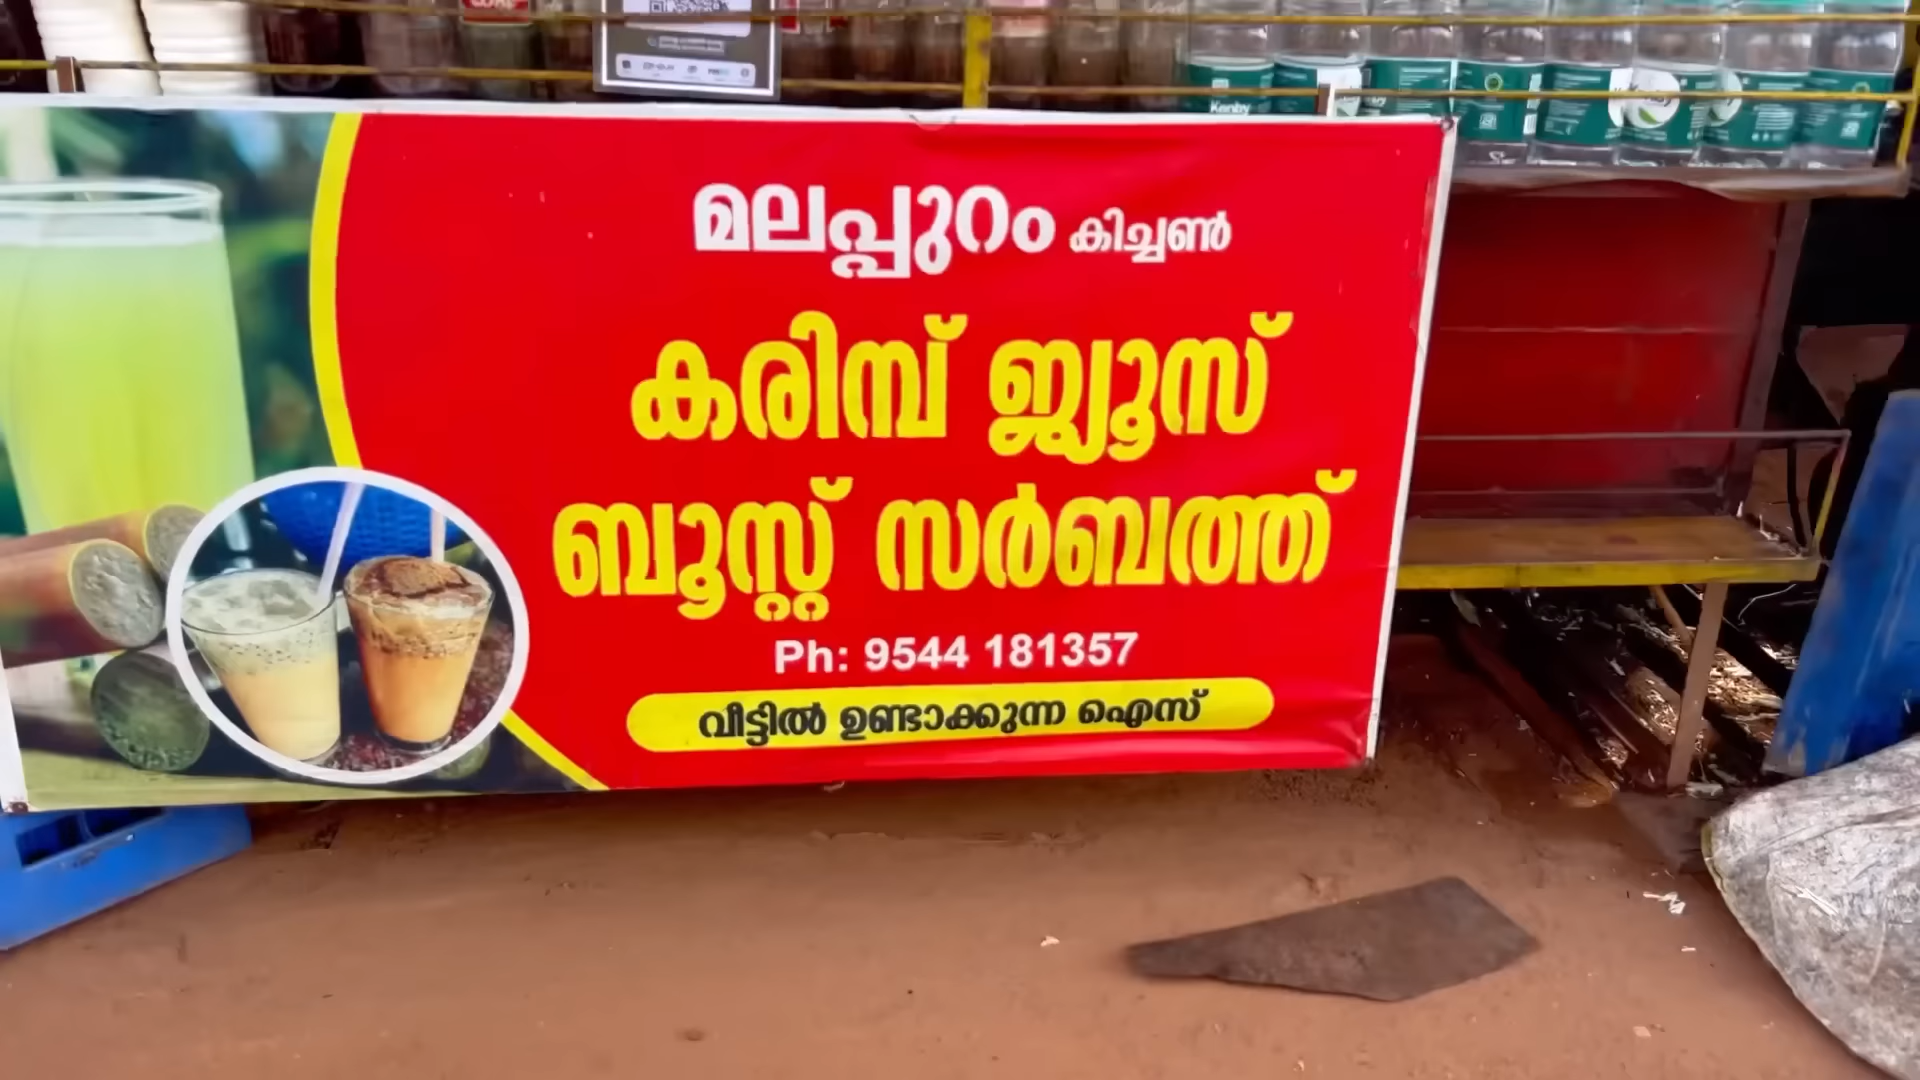 മലപ്പുറം കിച്ചൺ
കരിമ്പ് ജ്യൂസ്
ബൂസ്റ്റ് സർബത്ത്
Ph: 9544 181357
വീട്ടിൽ ഉണ്ടാക്കുന്ന ഐസ്